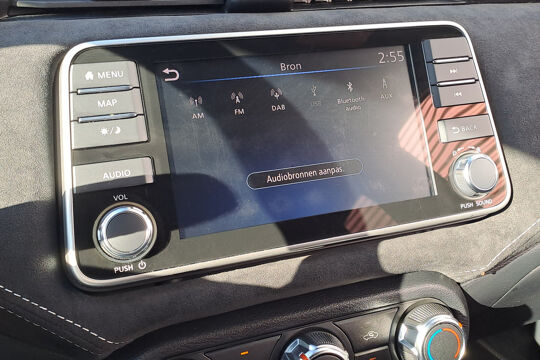 Bron
2:55
MENU
MAP
AUDIO
VOL
PUSH
AM
FM
DAB
USB
Bluetooth
audio
AUX
Audiobronnen aanpas.
BACK
PUSH SOUND